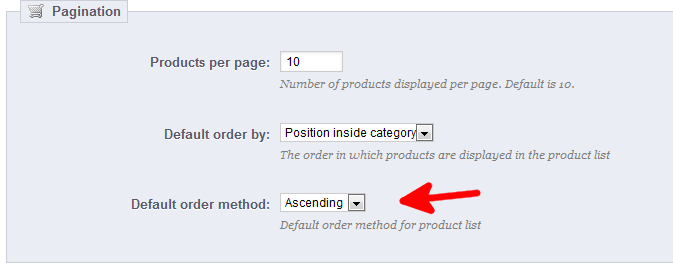 Pagination
Products per page: 10
Number of products displayed per page. Default is 10.
Default order by: Position inside category
The order in which products are displayed in the product list
Default order method: Ascending
Default order method for product list